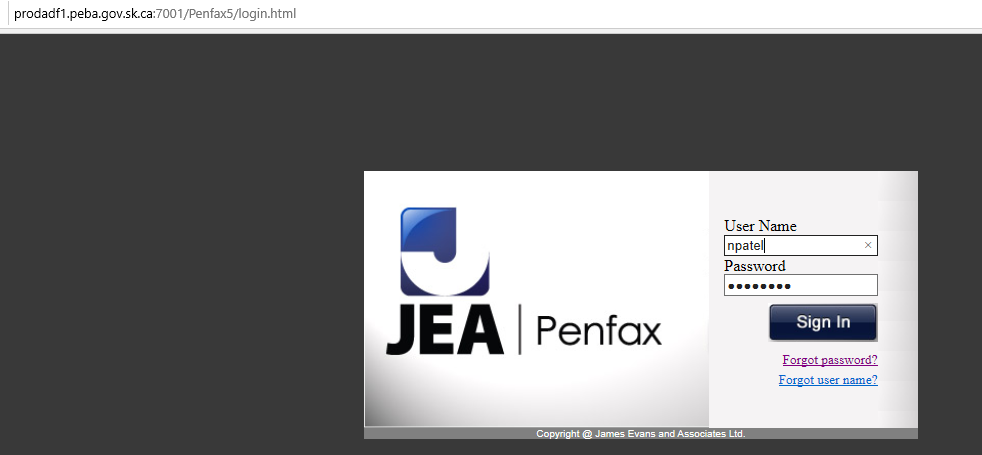 prodadf1.peba.gov.sk.ca:7001/Penfax5/login.html
User Name
npatel
Password
••••••••
Sign In
Forgot password?
Forgot user name?
JEA | Penfax
Copyright @ James Evans and Associates Ltd.